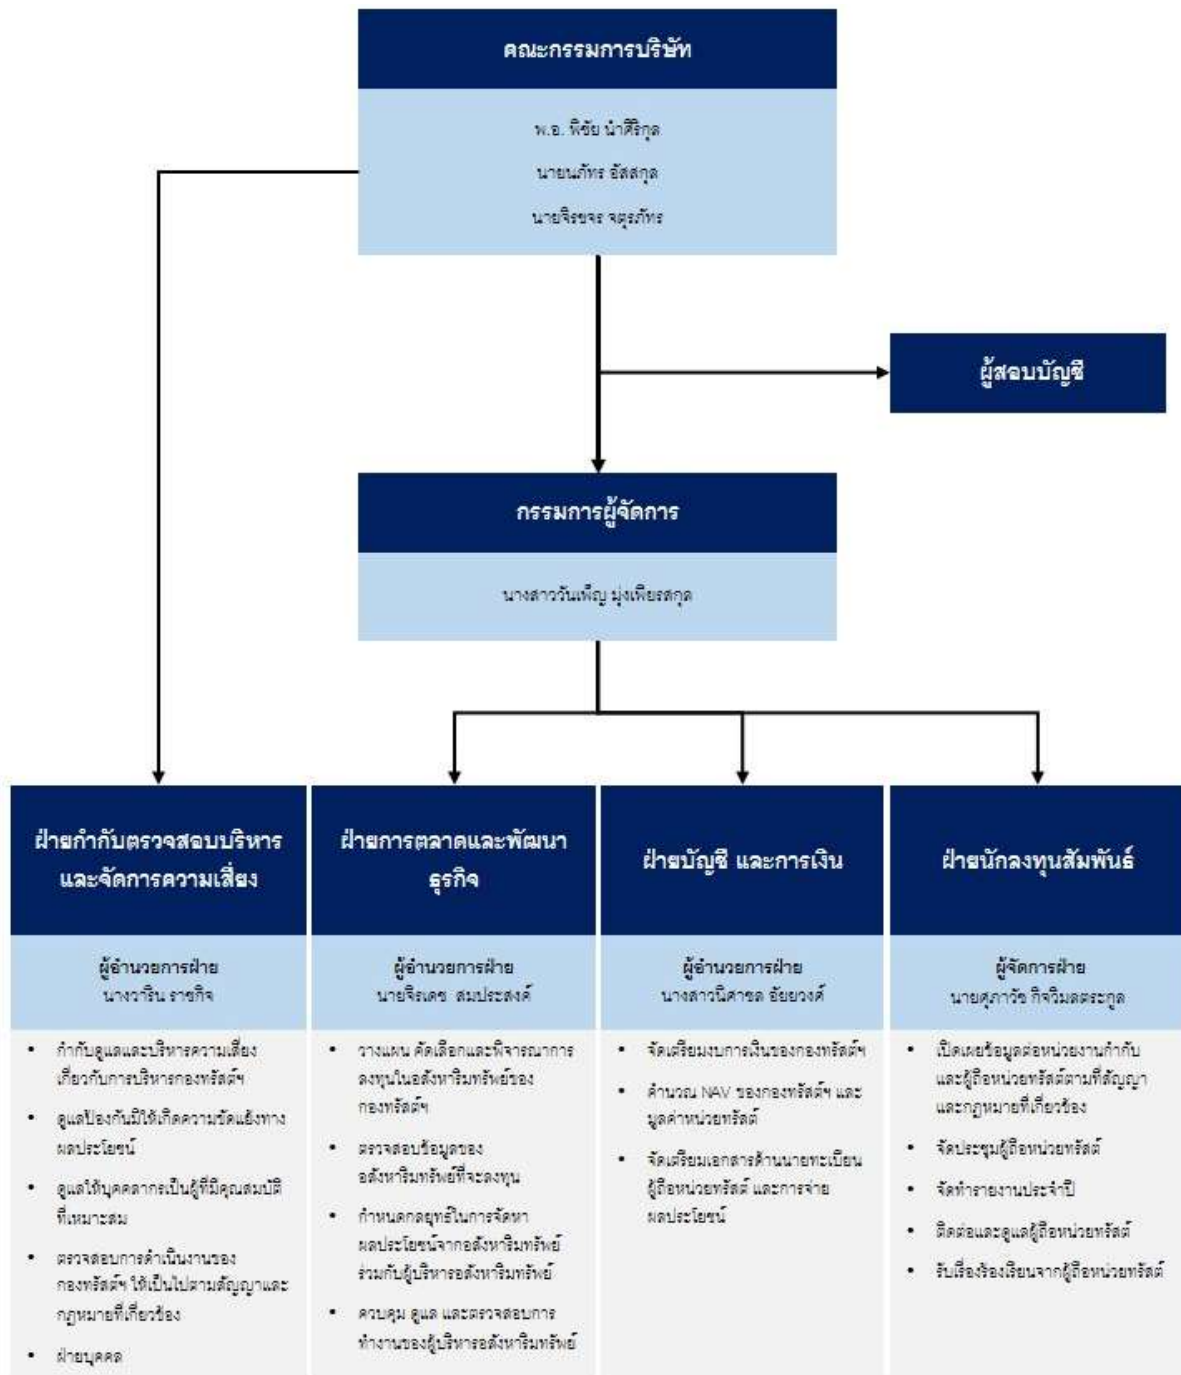 คณะกรรมการบริษัท
พ.อ. พิชัย นำศิริกุล
นายนภัทร อัสสกุล
นายจิรขจร จตุรภัทร
ผู้สอบบัญชี
กรรมการผู้จัดการ
นางสาววันเพ็ญ มุ่งเพียรสกุล
ฝ่ายกำกับตรวจสอบบริหาร
และจัดการความเสี่ยง
ผู้อำนวยการฝ่าย
นางวาริน ราชกิจ
• กำกับดูแลและบริหารความเสี่ยง
เกี่ยวกับการบริหารกองทรัสต์ฯ
• ดูแลป้องกันมิให้เกิดความขัดแย้งทาง
ผลประโยชน์
• ดูแลให้บุคคลากรเป็นผู้ที่มีคุณสมบัติ
ที่เหมาะสม
• ตรวจสอบการดำเนินงานของ
กองทรัสต์ฯ ให้เป็นไปตามสัญญาและ
กฎหมายที่เกี่ยวข้อง
• ฝ่ายบุคคล
ฝ่ายการตลาดและพัฒนา
ธุรกิจ
ผู้อำนวยการฝ่าย
นายจิรเดช สมประสงค์
• วางแผน คัดเลือกและพิจารณาการ
ลงทุนในอสังหาริมทรัพย์ของ
กองทรัสต์ฯ
• ตรวจสอบข้อมูลของ
อสังหาริมทรัพย์ที่จะลงทุน
• กำหนดกลยุทธ์ในการจัดหา
ผลประโยชน์จากอสังหาริมทรัพย์
ร่วมกับผู้บริหารอสังหาริมทรัพย์
• ควบคุม ดูแล และตรวจสอบการ
ทำงานของผู้บริหารอสังหาริมทรัพย์
ฝ่ายบัญชี และการเงิน
ผู้อำนวยการฝ่าย
นางสาวนิศาชล อัยยวงศ์
• จัดเตรียมงบการเงินของกองทรัสต์ฯ
• คำนวณ NAV ของกองทรัสต์ฯ และ
มูลค่าหน่วยทรัสต์
• จัดเตรียมเอกสารด้านนายทะเบียน
ผู้ถือหน่วยทรัสต์ และการจ่าย
ผลประโยชน์
ฝ่ายนักลงทุนสัมพันธ์
ผู้จัดการฝ่าย
นายศุภาวัช กิจวิมลตระกูล
• เปิดเผยข้อมูลต่อหน่วยงานกำกับ
และผู้ถือหน่วยทรัสต์ตามที่สัญญา
และกฎหมายที่เกี่ยวข้อง
• จัดประชุมผู้ถือหน่วยทรัสต์
• จัดทำรายงานประจำปี
• ติดต่อและดูแลผู้ถือหน่วยทรัสต์
• รับเรื่องร้องเรียนจากผู้ถือหน่วยทรัสต์